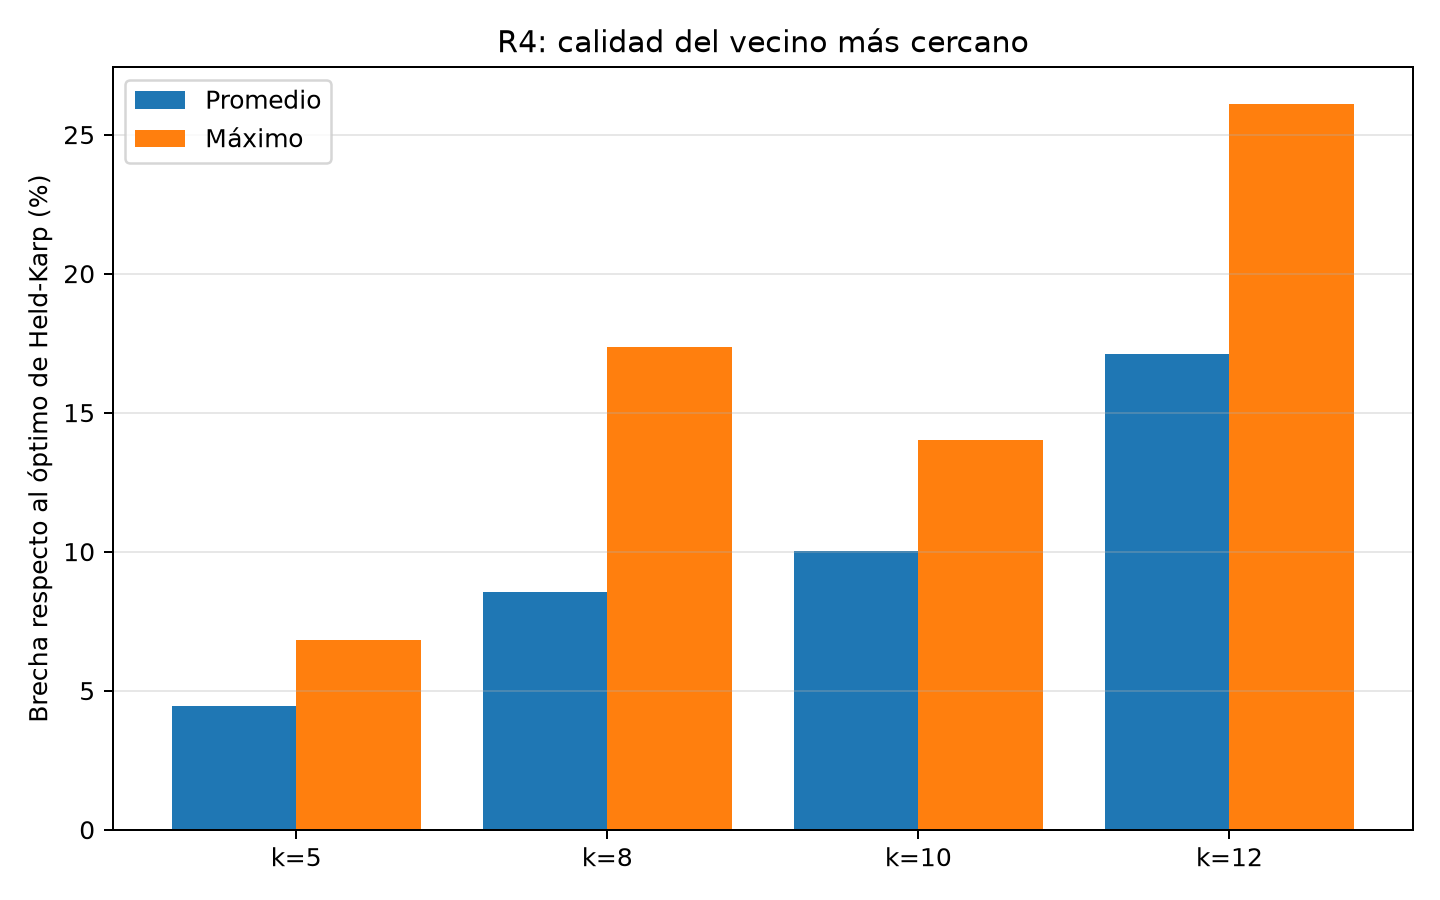 R4: calidad del vecino más cercano
Promedio
Máximo
Brecha respecto al óptimo de Held-Karp (%)
25
20
15
10
5
0
k=5
k=8
k=10
k=12